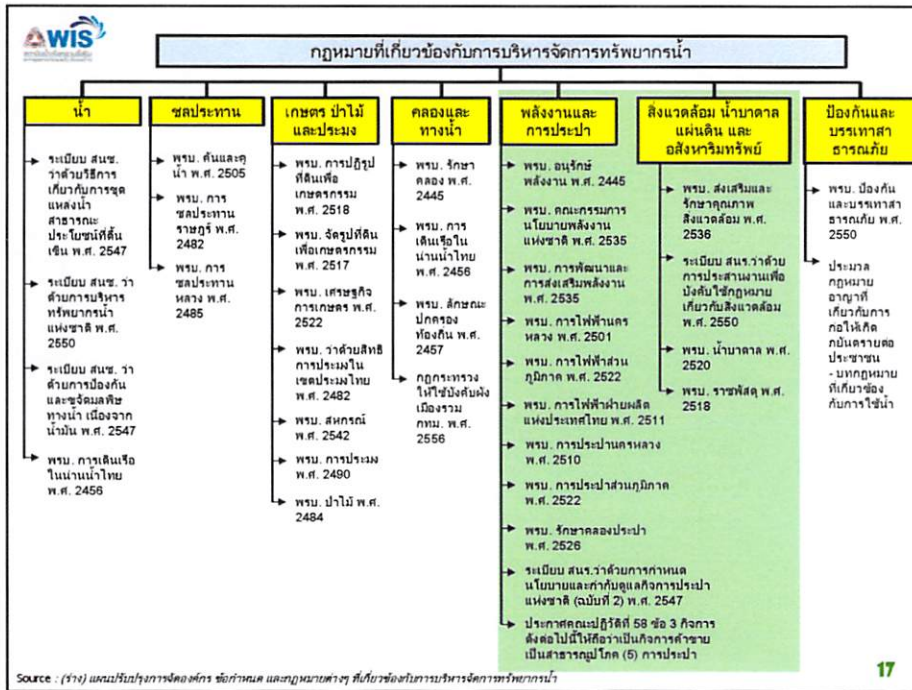 WIS
กฎหมายที่เกี่ยวข้องกับการบริหารจัดการทรัพยากรน้ำ
น้ำ
ระเบียบ สนช.
ว่าด้วยวิธีการ
เกี่ยวกับการขุด
แหล่งน้ำ
สาธารณะ
ประโยชน์ที่ตื้น
เขิน พ.ศ. 2547
ระเบียบ สนช. ว่า
ด้วยการบริหาร
ทรัพยากรน้ำ
แห่งชาติ พ.ศ.
2550
ระเบียบ สนช. ว่า
ด้วยการป้องกัน
และขจัดมลพิษ
ทางน้ำ เนื่องจาก
น้ำมัน พ.ศ. 2547
พรบ. การเดินเรือ
ในน่านน้ำไทย
พ.ศ. 2456
ชลประทาน
พรบ. คันและคู
น้ำ พ.ศ. 2505
พรบ. การ
ชลประทาน
ราษฎร์ พ.ศ.
2482
พรบ. การ
ชลประทาน
หลวง พ.ศ.
2485
เกษตร ป่าไม้
และประมง
พรบ. การปฏิรูป
ที่ดินเพื่อ
เกษตรกรรม
พ.ศ. 2518
พรบ. จัดรูปที่ดิน
เพื่อเกษตรกรรม
พ.ศ. 2517
พรบ. เศรษฐกิจ
การเกษตร พ.ศ.
2522
พรบ. ว่าด้วยสิทธิ
การประมงใน
เขตประมงไทย
พ.ศ. 2482
พรบ. สหกรณ์
พ.ศ. 2542
พรบ. การประมง
พ.ศ. 2490
พรบ. ป่าไม้ พ.ศ.
2484
คลองและ
ทางน้ำ
พรบ. รักษา
คลอง พ.ศ.
2445
พรบ. การ
เดินเรือใน
น่านน้ำไทย
พ.ศ. 2456
พรบ. ลักษณะ
ปกครอง
ท้องถิ่น พ.ศ.
2457
กฎกระทรวง
ให้ใช้บังคับผัง
เมืองรวม
กทม. พ.ศ.
2556
พลังงานและ
การประปา
พรบ. อนุรักษ์
พลังงาน พ.ศ. 2445
พรบ. คณะกรรมการ
นโยบายพลังงาน
แห่งชาติ พ.ศ. 2535
พรบ. การพัฒนาและ
การส่งเสริมพลังงาน
พ.ศ. 2535
พรบ. การไฟฟ้านคร
หลวง พ.ศ. 2501
พรบ. การไฟฟ้าส่วน
ภูมิภาค พ.ศ. 2522
พรบ. การไฟฟ้าฝ่ายผลิต
แห่งประเทศไทย พ.ศ. 2511
พรบ. การประปานครหลวง
พ.ศ. 2510
พรบ. การประปาส่วนภูมิภาค
พ.ศ. 2522
พรบ. รักษาคลองประปา
พ.ศ. 2526
ระเบียบ สนร.ว่าด้วยการกำหนด
นโยบายและกำกับดูแลกิจการประปา
แห่งชาติ (ฉบับที่ 2) พ.ศ. 2547
ประกาศคณะปฏิวัติที่ 58 ข้อ 3 กิจการ
ดังต่อไปนี้ให้ถือว่าเป็นกิจการค้าขาย
เป็นสาธารณูปโภค (5) การประปา
สิ่งแวดล้อม น้ำบาดาล
แผ่นดิน และ
อสังหาริมทรัพย์
พรบ. ส่งเสริมและ
รักษาคุณภาพ
สิ่งแวดล้อม พ.ศ.
2536
ระเบียบ สนร.ว่าด้วย
การประสานงานเพื่อ
บังคับใช้กฎหมาย
เกี่ยวกับสิ่งแวดล้อม
พ.ศ. 2550
พรบ. น้ำบาดาล พ.ศ.
2520
พรบ. ราชพัสดุ พ.ศ.
2518
ป้องกันและ
บรรเทาสา
ธารณภัย
พรบ. ป้องกัน
และบรรเทาสา
ธารณภัย พ.ศ.
2550
ประมวล
กฎหมาย
อาญาที่
เกี่ยวกับการ
ก่อให้เกิด
ภยันตรายต่อ
ประชาชน
- บทกฎหมาย
ที่เกี่ยวข้อง
กับการใช้น้ำ
Source : (ร่าง) แผนปรับปรุงการจัดองค์กร ข้อกำหนด และกฎหมายต่างๆ ที่เกี่ยวข้องกับการบริหารจัดการทรัพยากรน้ำ
17